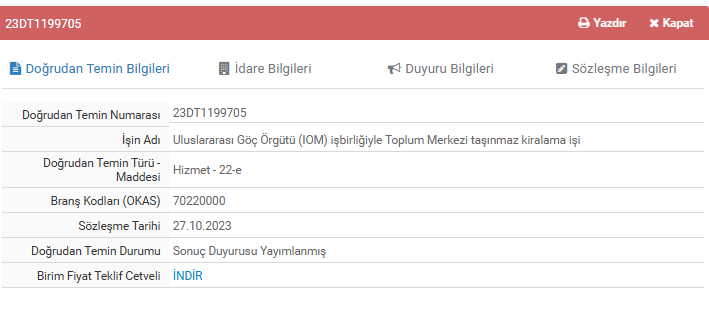 23DT1199705 Yazdır Kapat
Doğrudan Temin Bilgileri İdare Bilgileri Duyuru Bilgileri Sözleşme Bilgileri
Doğrudan Temin Numarası 23DT1199705
İşin Adı Uluslararası Göç Örgütü (IOM) işbirliğiyle Toplum Merkezi taşınmaz kiralama işi
Doğrudan Temin Türü -
Maddesi Hizmet - 22-e
Branş Kodları (OKAS) 70220000
Sözleşme Tarihi 27.10.2023
Doğrudan Temin Durumu Sonuç Duyurusu Yayımlanmış
Birim Fiyat Teklif Cetveli İNDİR